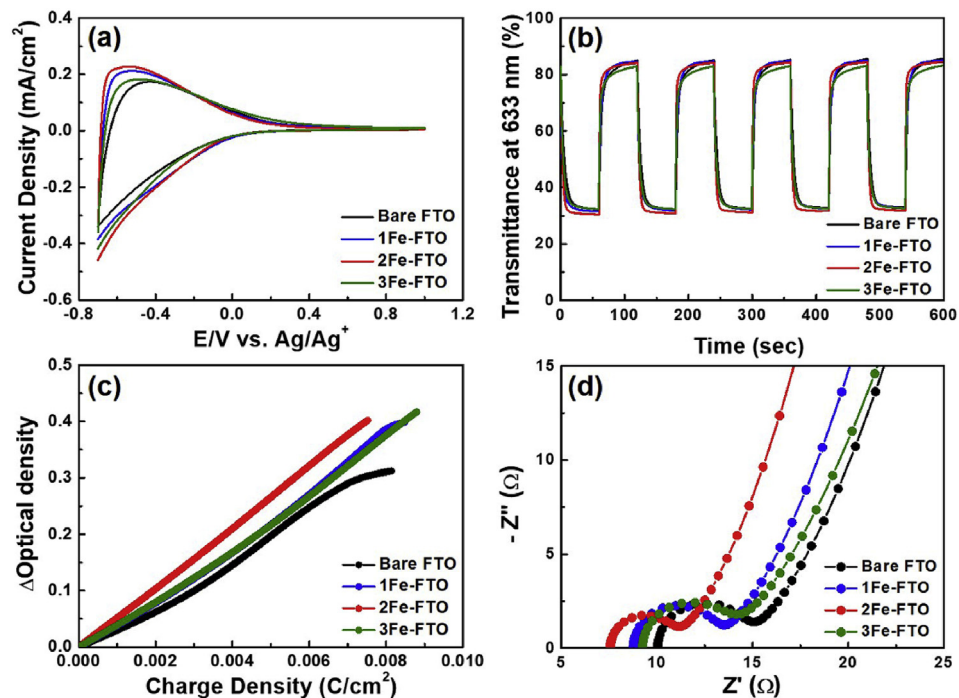 (a)
Current Density (mA/cm²)
0.4
0.2
0.0
-0.2
-0.4
-0.6
-0.8 -0.4 0.0 0.4 0.8 1.2
E/V vs. Ag/Ag⁺
Bare FTO
1Fe-FTO
2Fe-FTO
3Fe-FTO
(b)
Transmittance at 633 nm (%)
100
80
60
40
20
0
0 100 200 300 400 500 600
Time (sec)
Bare FTO
1Fe-FTO
2Fe-FTO
3Fe-FTO
(c)
ΔOptical density
0.5
0.4
0.3
0.2
0.1
0.0
0.000 0.002 0.004 0.006 0.008 0.010
Charge Density (C/cm²)
Bare FTO
1Fe-FTO
2Fe-FTO
3Fe-FTO
(d)
- Z'' (Ω)
15
10
5
0
5 10 15 20 25
Z' (Ω)
Bare FTO
1Fe-FTO
2Fe-FTO
3Fe-FTO